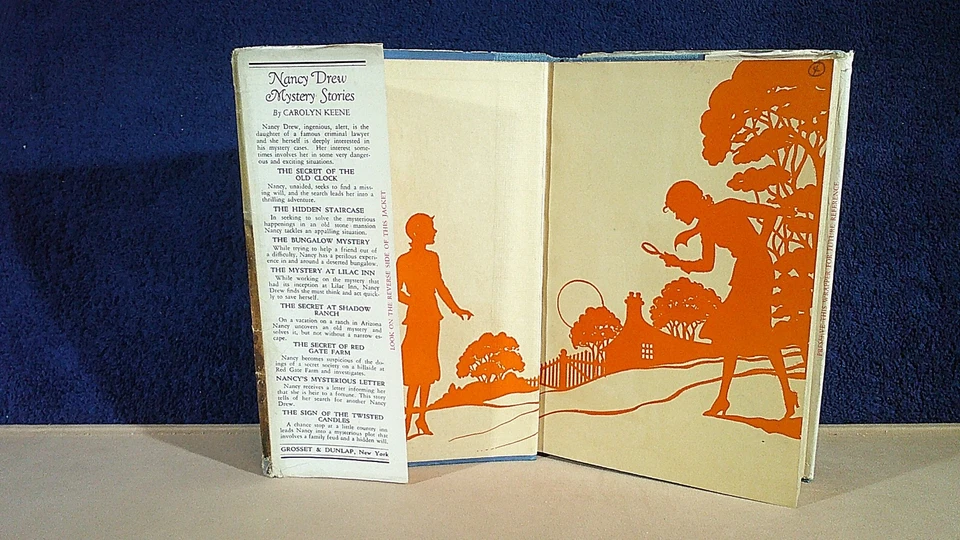 Nancy Drew
Mystery Stories
By CAROLYN KEENE
Nancy Drew, ingenious, alert, is the
daughter of a famous criminal lawyer
and she herself is deeply interested in
his mystery cases. Her interest some-
times involves her in some very danger-
ous and exciting situations.
THE SECRET OF THE
OLD CLOCK
Nancy, unaided, seeks to find a miss-
ing will, and the search leads her into a
thrilling adventure.
THE HIDDEN STAIRCASE
In seeking to solve the mysterious
happenings in an old stone mansion
Nancy tackles an appalling situation.
THE BUNGALOW MYSTERY
While trying to help a friend out of
a difficulty, Nancy has a perilous experi-
ence in and around a deserted bungalow.
THE MYSTERY AT LILAC INN
While working on the mystery that
had its inception at Lilac Inn, Nancy
Drew finds she must think and act quick-
ly to save herself.
THE SECRET AT SHADOW
RANCH
On a vacation on a ranch in Arizona
Nancy uncovers an old mystery and
solves it, but not without a narrow es-
cape.
THE SECRET OF RED
GATE FARM
Nancy becomes suspicious of the do-
ings of a secret society on a hillside at
Red Gate Farm and investigates.
NANCY'S MYSTERIOUS LETTER
Nancy receives a letter informing her
that she is heir to a fortune. This story
tells of her search for another Nancy
Drew.
THE SIGN OF THE TWISTED
CANDLES
A chance stop at a little country inn
leads Nancy into a mysterious plot that
involves a family feud and a hidden will.
GROSSET & DUNLAP, New York
LOOK ON THE REVERSE SIDE OF THIS JACKET
PRESERVE THIS WRAPPER FOR FUTURE REFERENCE